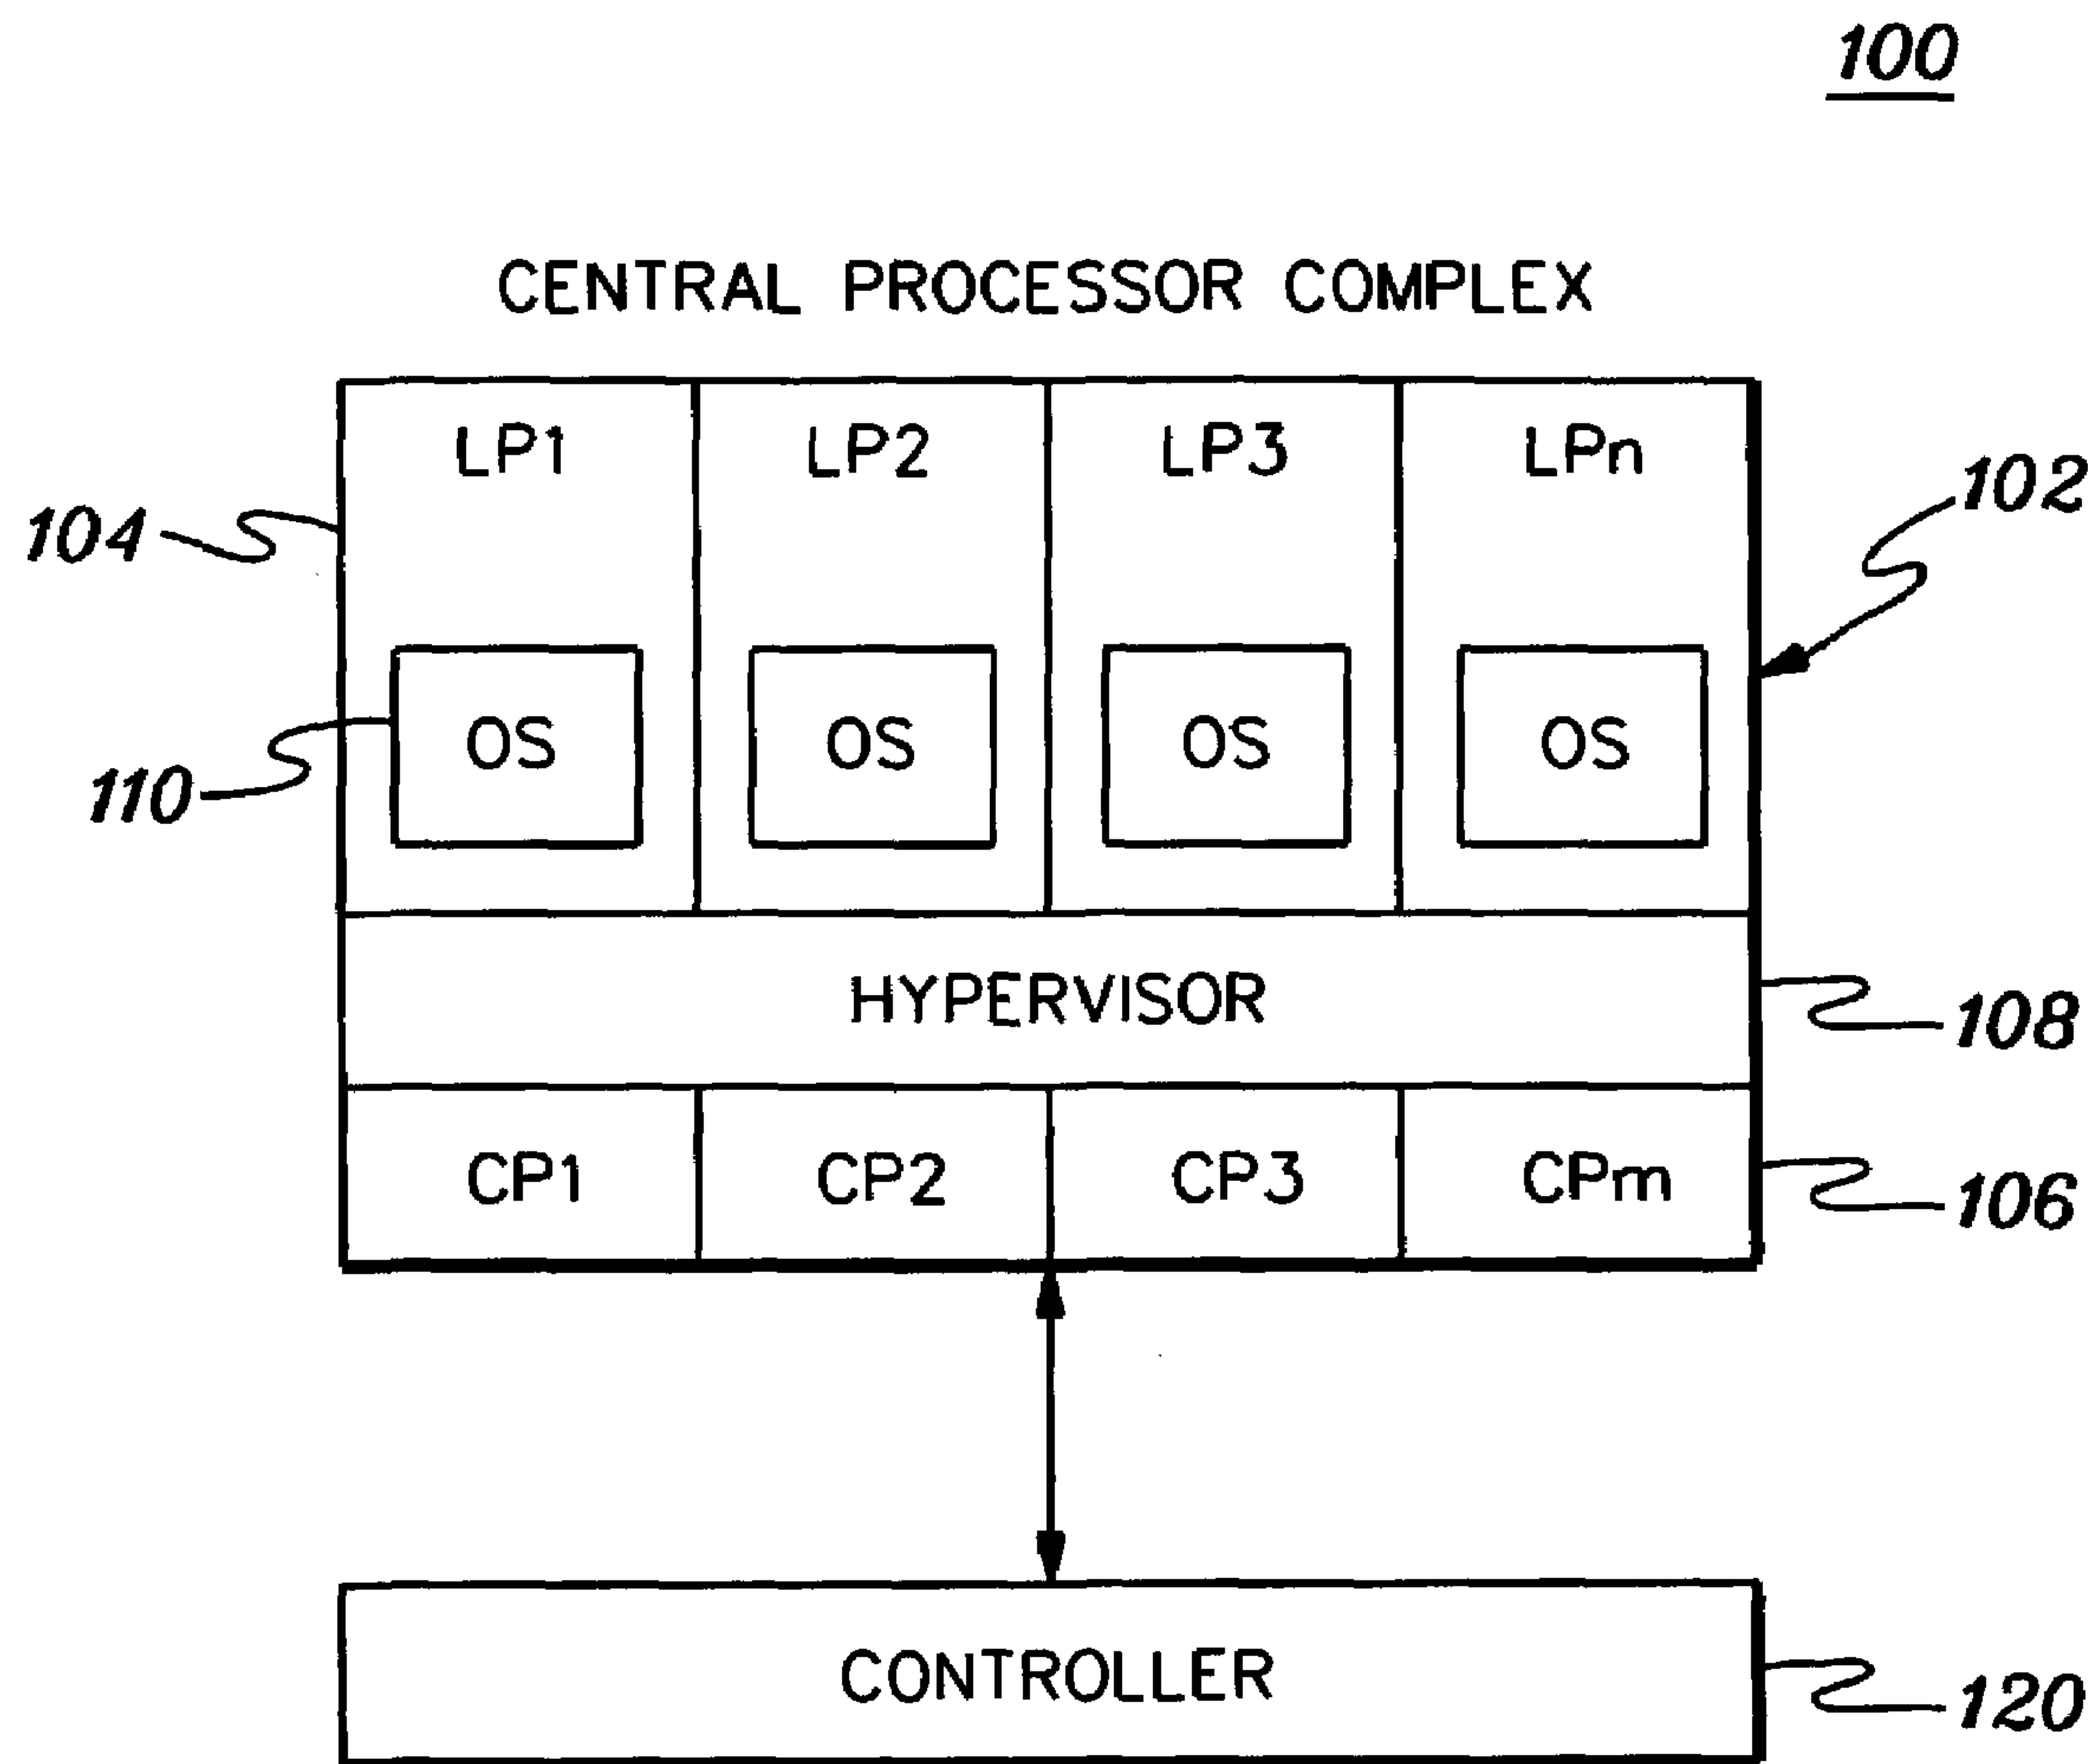 100
CENTRAL PROCESSOR COMPLEX
LP1 LP2 LP3 LPn
104
102
OS OS OS OS
110
HYPERVISOR
108
CP1 CP2 CP3 CPm
106
CONTROLLER
120